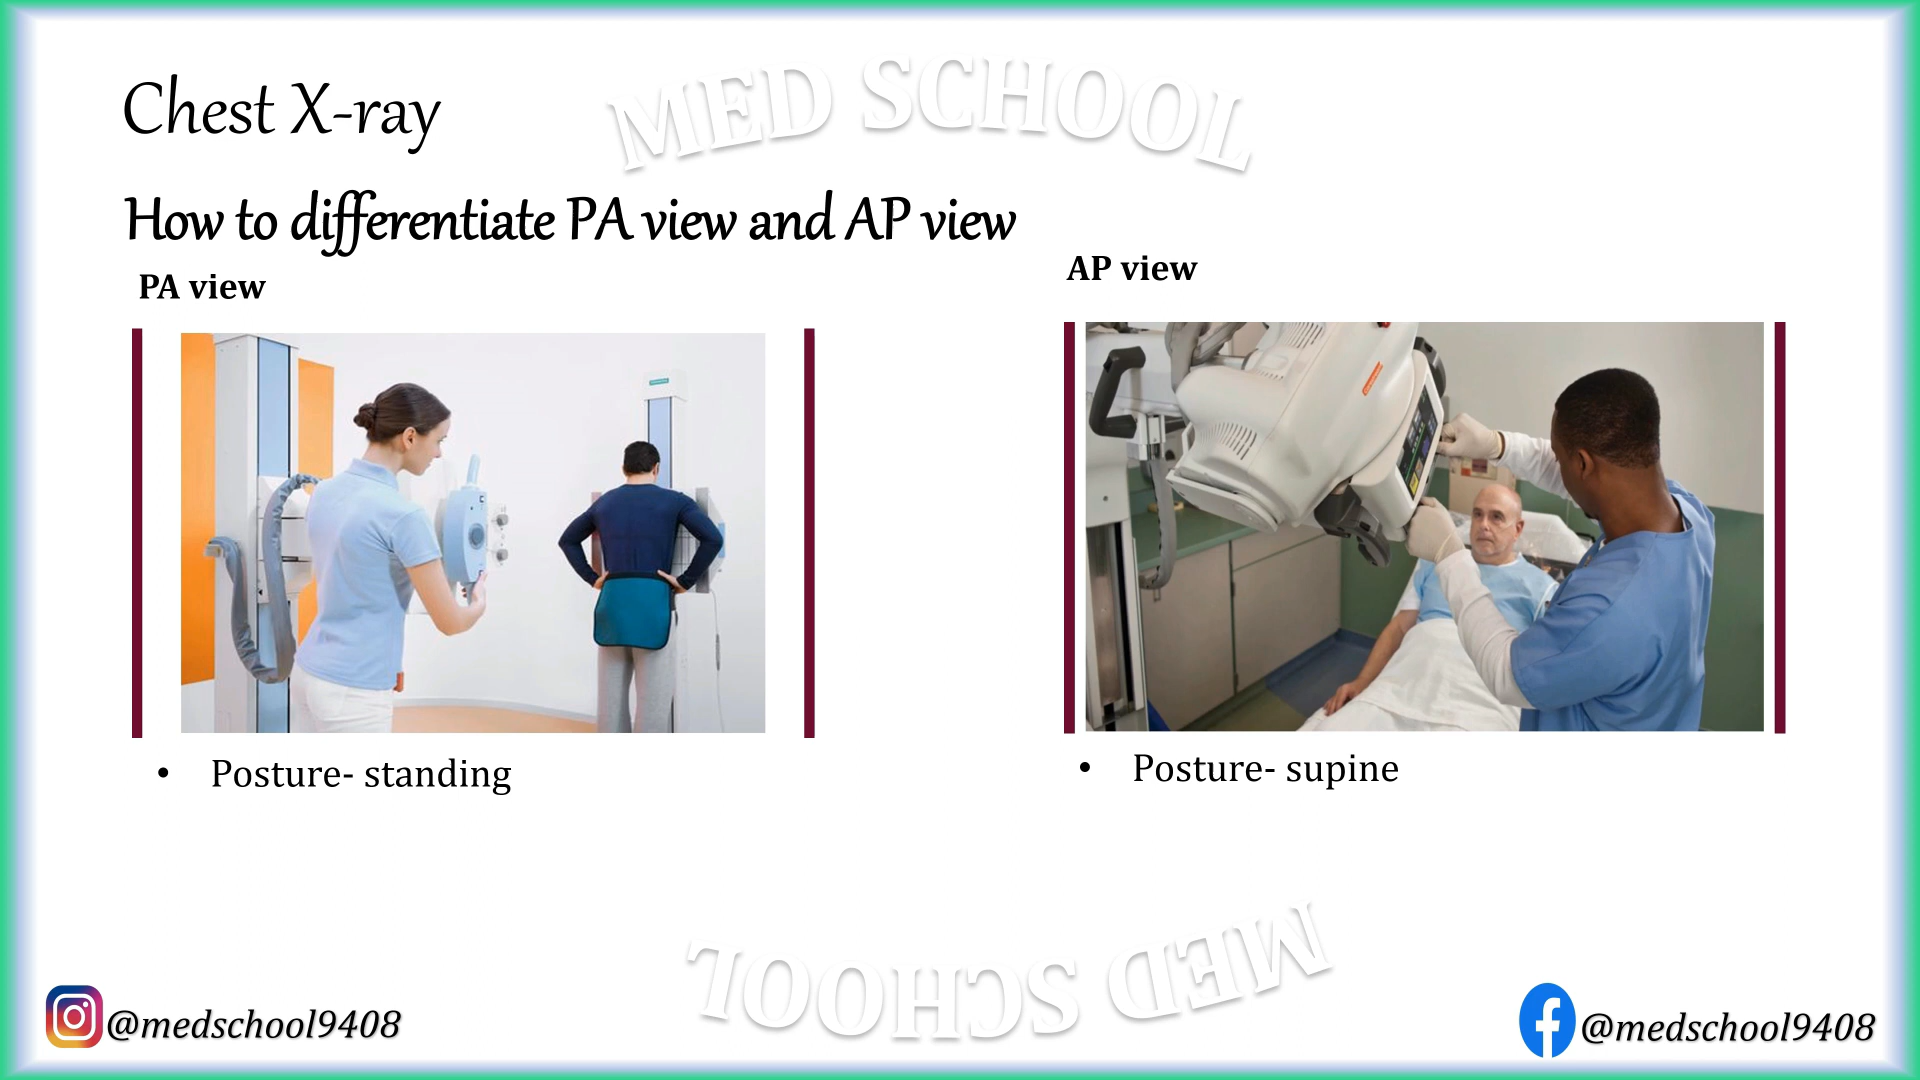 MED SCHOOL
Chest X-ray
How to differentiate PA view and AP view
PA view
AP view
• Posture- standing
• Posture- supine
MED SCHOOL
@medschool9408
@medschool9408